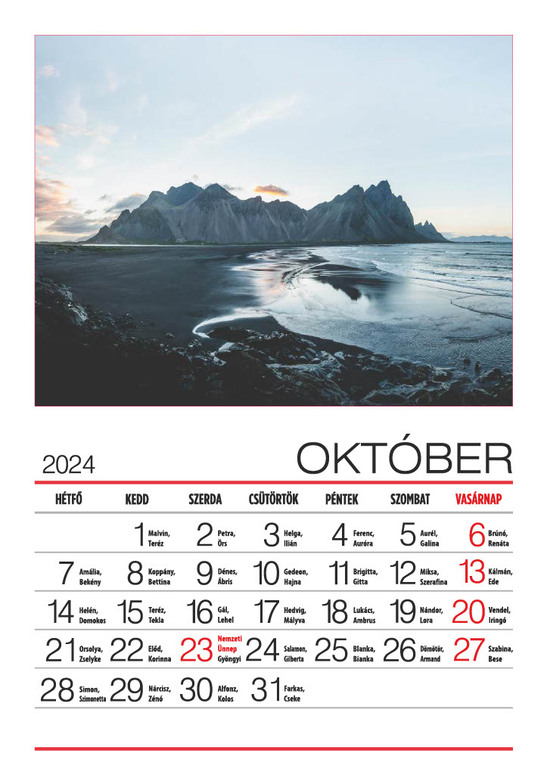 2024 OKTÓBER
HÉTFŐ KEDD SZERDA CSÜTÖRTÖK PÉNTEK SZOMBAT VASÁRNAP
1 Malvin, Teréz 2 Petra, Örs 3 Helga, Ilián 4 Ferenc, Auróra 5 Aurél, Galina 6 Brúnó, Renáta
7 Amália, Bekény 8 Koppány, Bettina 9 Dénes, Ábris 10 Gedeon, Hajna 11 Brigitta, Gitta 12 Miksa, Szerafina 13 Kálmán, Ede
14 Helén, Domokos 15 Teréz, Tekla 16 Gál, Lehel 17 Hedvig, Mályva 18 Lukács, Ambrus 19 Nándor, Lora 20 Vendel, Iringó
21 Orsolya, Zselyke 22 Előd, Korinna 23 Nemzeti Ünnep Gyöngyi 24 Salamon, Gilberta 25 Blanka, Bianka 26 Dömötör, Armand 27 Szabina, Bese
28 Simon, Szimonetta 29 Nárcisz, Zénó 30 Alfonz, Kolos 31 Farkas, Cseke